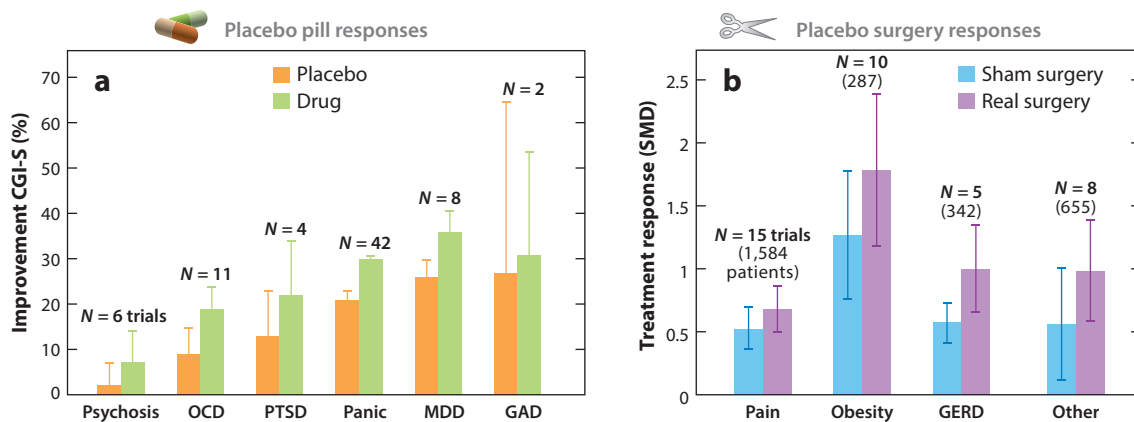 Placebo pill responses
a
Placebo
Drug
Improvement CGI-S (%)
70
60
50
40
30
20
10
0
N = 6 trials
N = 11
N = 4
N = 42
N = 8
N = 2
Psychosis
OCD
PTSD
Panic
MDD
GAD
Placebo surgery responses
b
Sham surgery
Real surgery
Treatment response (SMD)
2.5
2
1.5
1
0.5
0
N = 15 trials
(1,584
patients)
N = 10
(287)
N = 5
(342)
N = 8
(655)
Pain
Obesity
GERD
Other